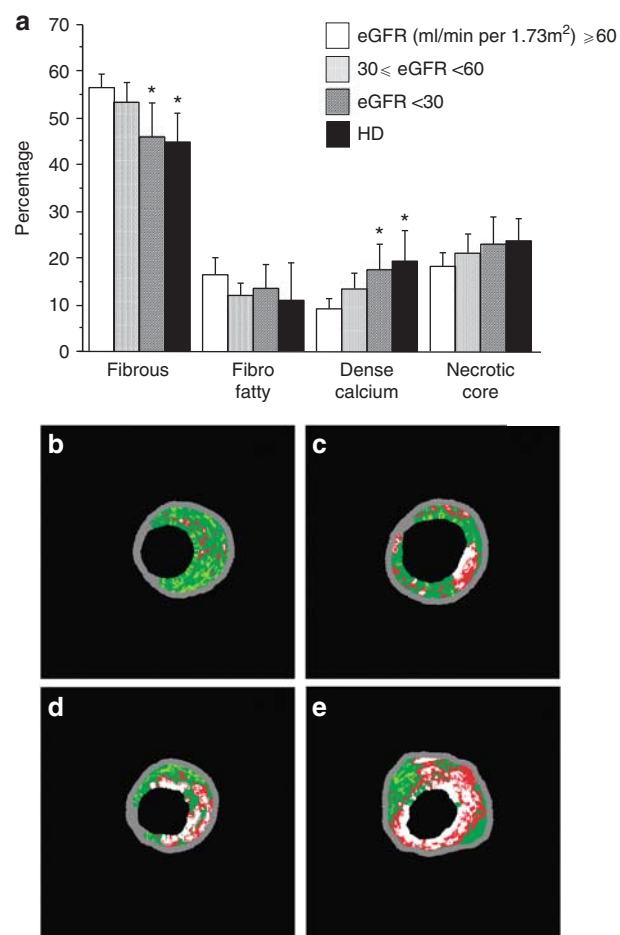 a
eGFR (ml/min per 1.73m²) ⩾60
30⩽ eGFR <60
eGFR <30
HD
Percentage
70
60
50
40
30
20
10
0
* *
* *
Fibrous
Fibro fatty
Dense calcium
Necrotic core
b
c
d
e